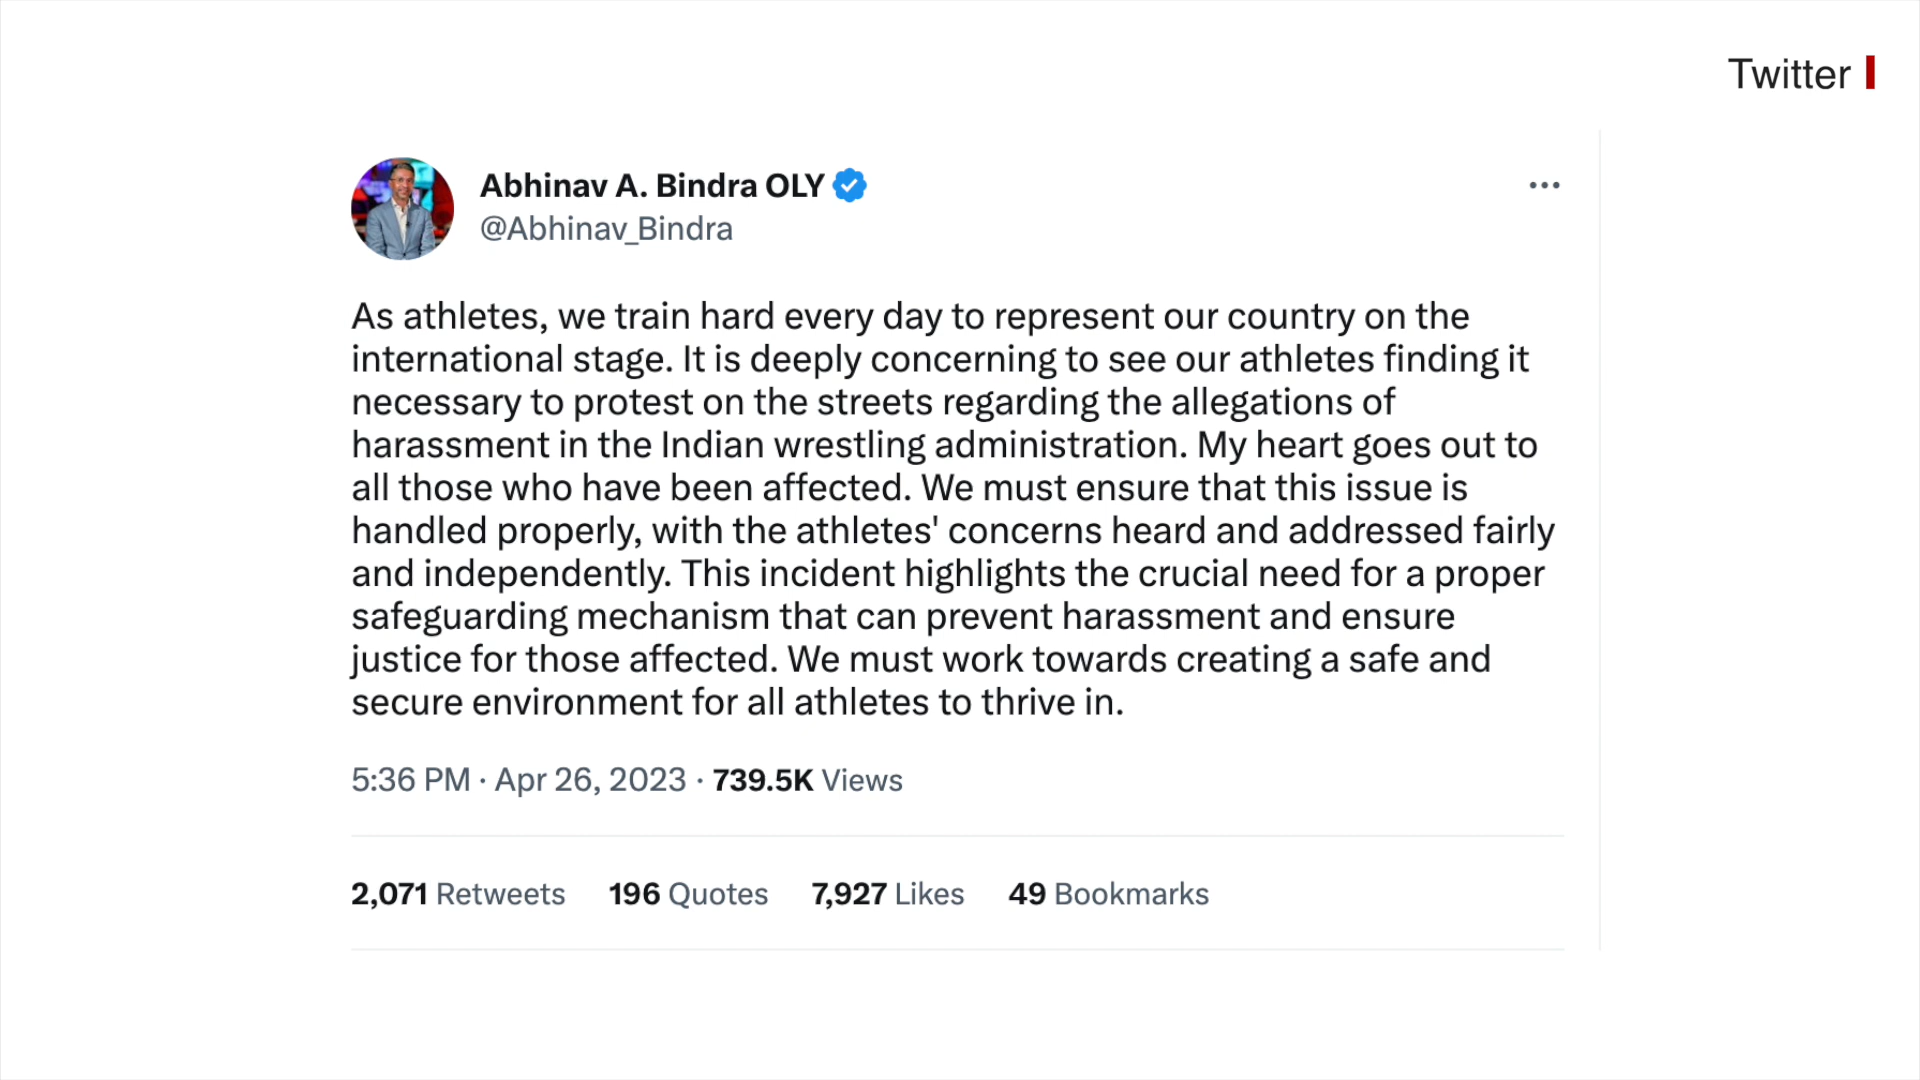 Twitter
Abhinav A. Bindra OLY
@Abhinav_Bindra
As athletes, we train hard every day to represent our country on the
international stage. It is deeply concerning to see our athletes finding it
necessary to protest on the streets regarding the allegations of
harassment in the Indian wrestling administration. My heart goes out to
all those who have been affected. We must ensure that this issue is
handled properly, with the athletes' concerns heard and addressed fairly
and independently. This incident highlights the crucial need for a proper
safeguarding mechanism that can prevent harassment and ensure
justice for those affected. We must work towards creating a safe and
secure environment for all athletes to thrive in.
5:36 PM · Apr 26, 2023 · 739.5K Views
2,071 Retweets 196 Quotes 7,927 Likes 49 Bookmarks